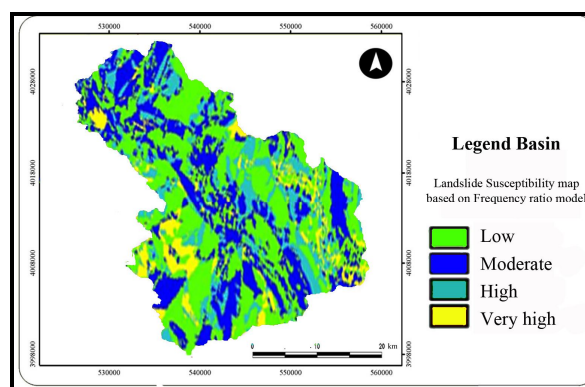 530000 540000 550000 560000
4028000 4028000
4018000 4018000
4008000 4008000
3998000 3998000
Legend Basin
Landslide Susceptibility map
based on Frequency ratio model
Low
Moderate
High
Very high
0 10 20 km
530000 540000 550000 560000